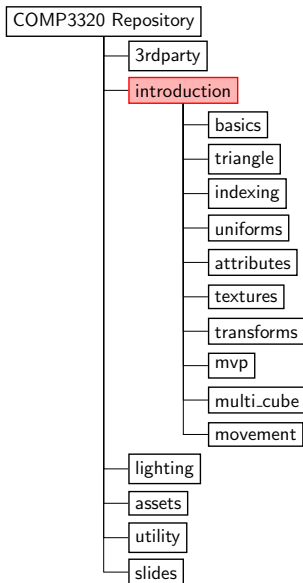 COMP3320 Repository
3rdparty
introduction
basics
triangle
indexing
uniforms
attributes
textures
transforms
mvp
multi_cube
movement
lighting
assets
utility
slides